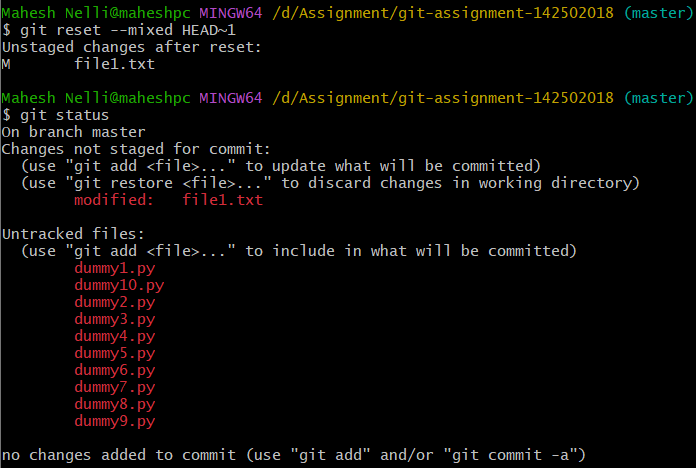 Mahesh Nelli@maheshpc MINGW64 /d/Assignment/git-assignment-142502018 (master)
$ git reset --mixed HEAD~1
Unstaged changes after reset:
M       file1.txt

Mahesh Nelli@maheshpc MINGW64 /d/Assignment/git-assignment-142502018 (master)
$ git status
On branch master
Changes not staged for commit:
  (use "git add <file>..." to update what will be committed)
  (use "git restore <file>..." to discard changes in working directory)
        modified:   file1.txt

Untracked files:
  (use "git add <file>..." to include in what will be committed)
        dummy1.py
        dummy10.py
        dummy2.py
        dummy3.py
        dummy4.py
        dummy5.py
        dummy6.py
        dummy7.py
        dummy8.py
        dummy9.py

no changes added to commit (use "git add" and/or "git commit -a")